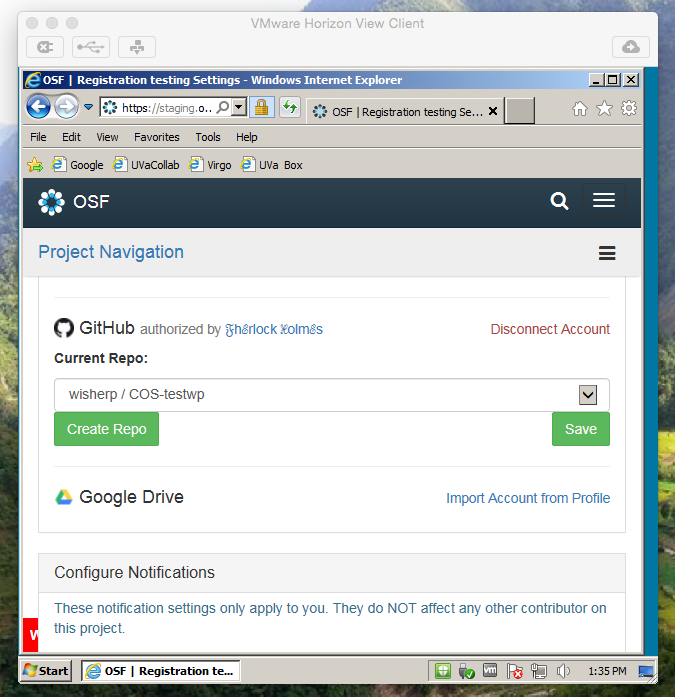 VMware Horizon View Client
OSF | Registration testing Settings - Windows Internet Explorer
https://staging.o..
OSF | Registration testing Se...
File Edit View Favorites Tools Help
Google UVaCollab Virgo UVa Box
OSF
Project Navigation
GitHub authorized by 𝔉𝔥𝔢rlock ℌolm𝔢s
Disconnect Account
Current Repo:
wisherp / COS-testwp
Create Repo
Save
Google Drive
Import Account from Profile
Configure Notifications
These notification settings only apply to you. They do NOT affect any other contributor on
this project.
Start
OSF | Registration te...
1:35 PM